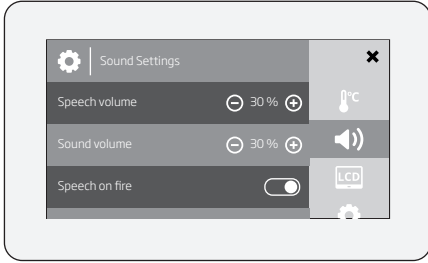 Sound Settings
Speech volume
30 %
°C
Sound volume
30 %
Speech on fire
LCD